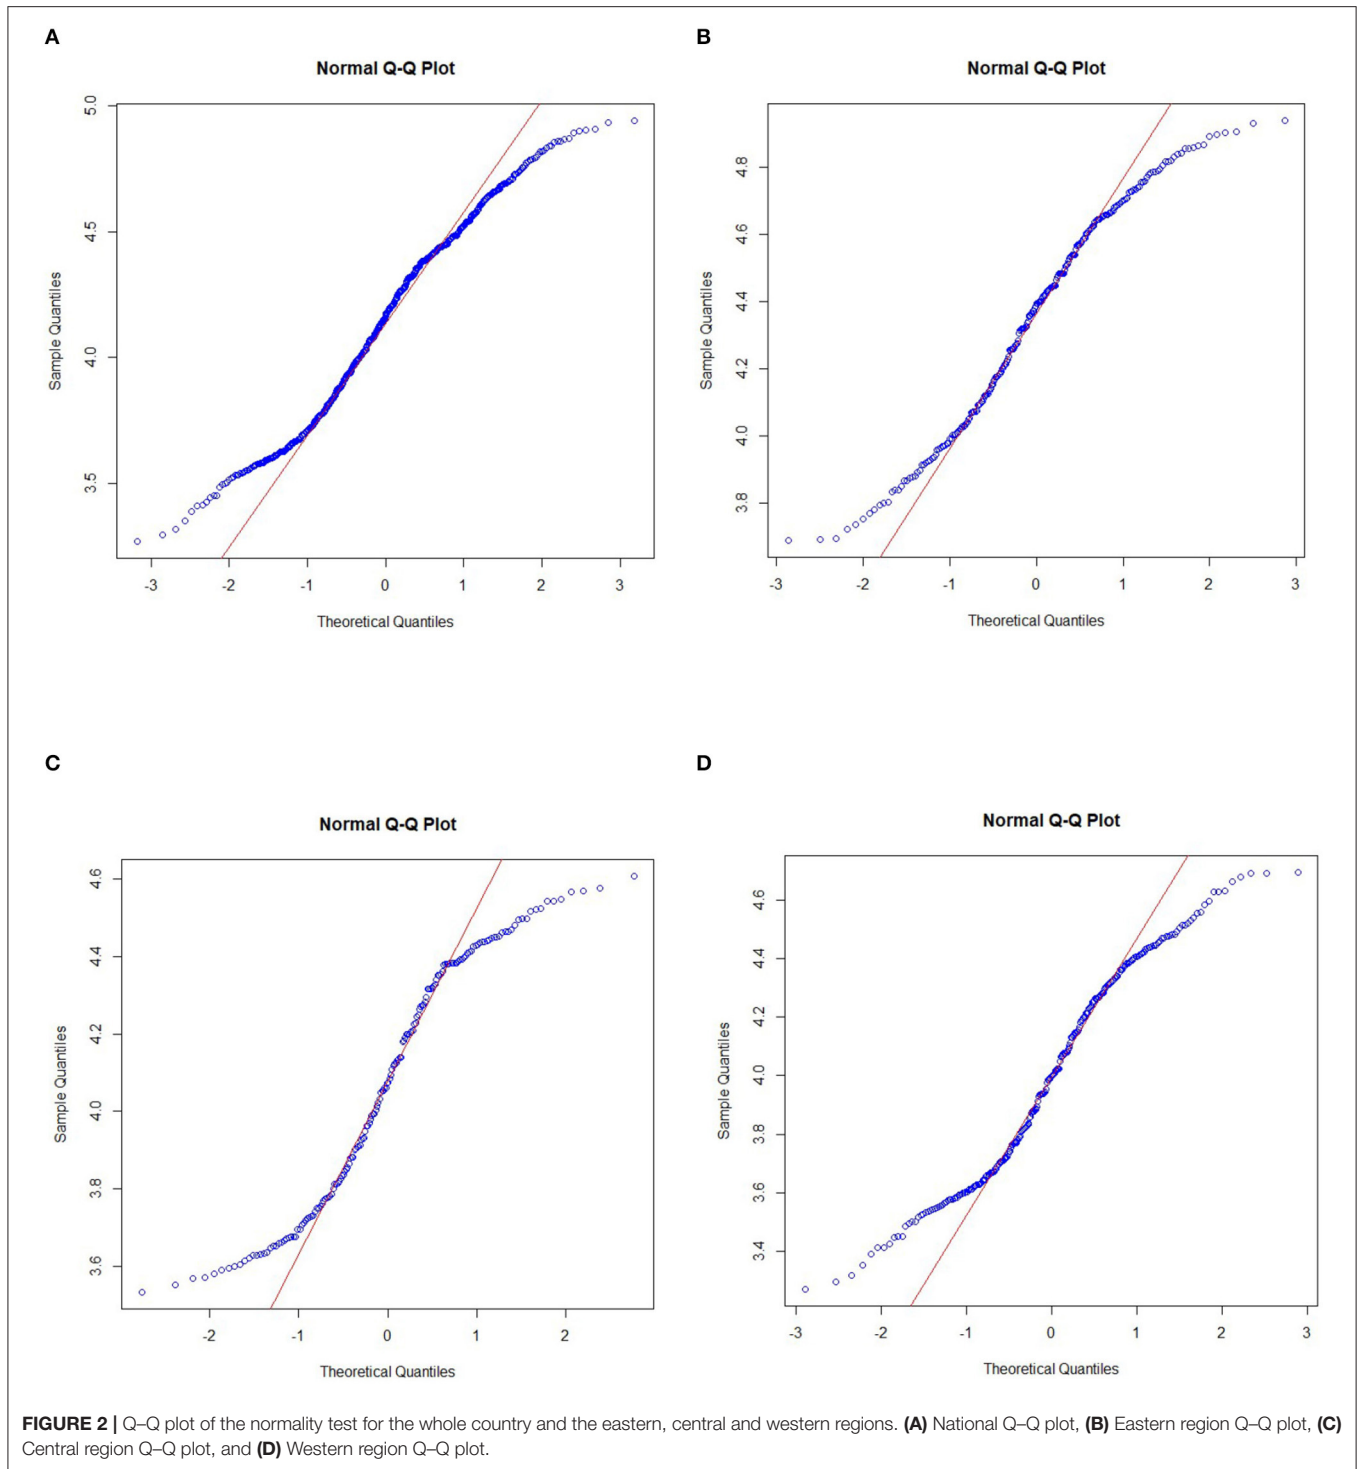 A
Normal Q-Q Plot
Sample Quantiles
5.0
4.5
4.0
3.5
-3 -2 -1 0 1 2 3
Theoretical Quantiles
B
Normal Q-Q Plot
Sample Quantiles
4.8
4.6
4.4
4.2
4.0
3.8
-3 -2 -1 0 1 2 3
Theoretical Quantiles
C
Normal Q-Q Plot
Sample Quantiles
4.6
4.4
4.2
4.0
3.8
3.6
-2 -1 0 1 2
Theoretical Quantiles
D
Normal Q-Q Plot
Sample Quantiles
4.6
4.4
4.2
4.0
3.8
3.6
3.4
-3 -2 -1 0 1 2 3
Theoretical Quantiles
FIGURE 2 | Q–Q plot of the normality test for the whole country and the eastern, central and western regions. (A) National Q–Q plot, (B) Eastern region Q–Q plot, (C)
Central region Q–Q plot, and (D) Western region Q–Q plot.